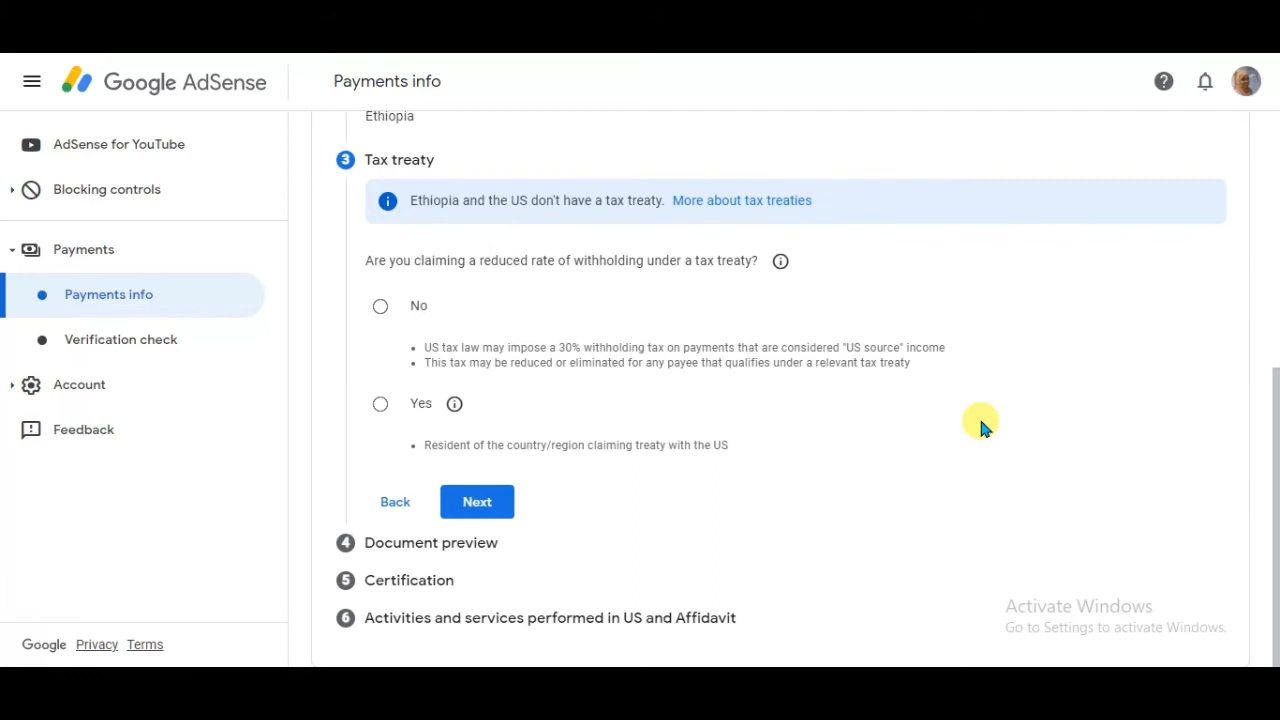 Google AdSense
Payments info
AdSense for YouTube
Blocking controls
Payments
Payments info
Verification check
Account
Feedback
Google Privacy Terms
Ethiopia
3 Tax treaty
Ethiopia and the US don't have a tax treaty. More about tax treaties
Are you claiming a reduced rate of withholding under a tax treaty?
No
• US tax law may impose a 30% withholding tax on payments that are considered "US source" income
• This tax may be reduced or eliminated for any payee that qualifies under a relevant tax treaty
Yes
• Resident of the country/region claiming treaty with the US
Back Next
4 Document preview
5 Certification
6 Activities and services performed in US and Affidavit
Activate Windows
Go to Settings to activate Windows.